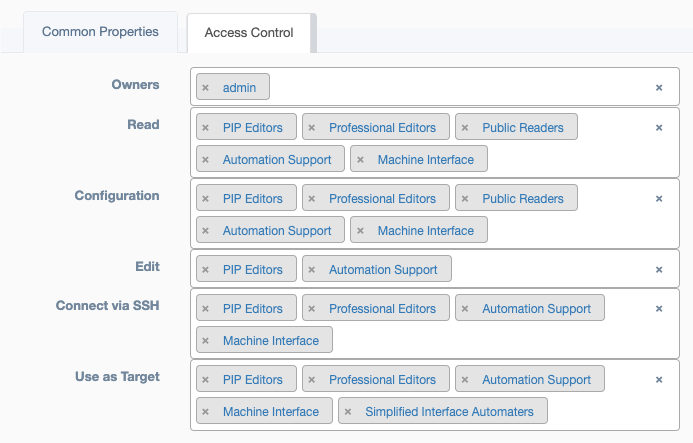 Common Properties Access Control
Owners × admin ×
Read × PIP Editors × Professional Editors × Public Readers ×
× Automation Support × Machine Interface
Configuration × PIP Editors × Professional Editors × Public Readers ×
× Automation Support × Machine Interface
Edit × PIP Editors × Automation Support ×
Connect via SSH × PIP Editors × Professional Editors × Automation Support ×
× Machine Interface
Use as Target × PIP Editors × Professional Editors × Automation Support ×
× Machine Interface × Simplified Interface Automaters